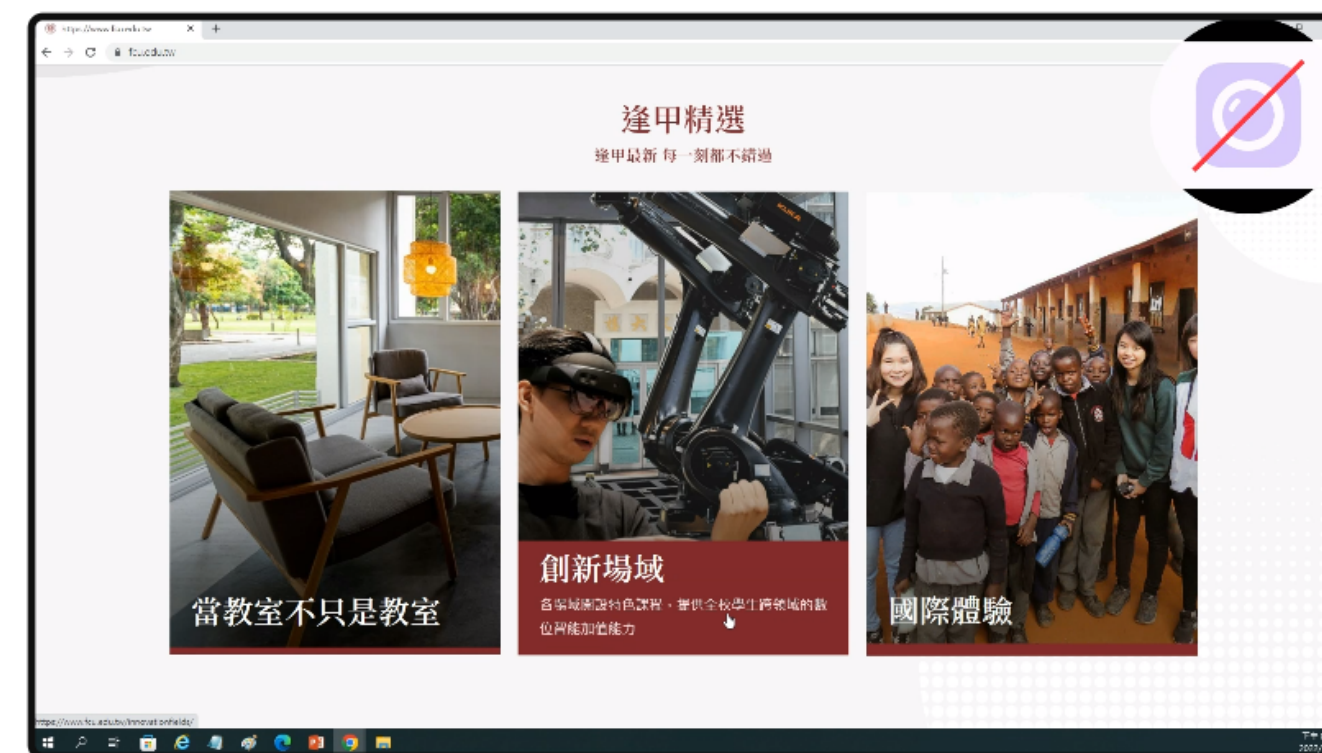 fcu.edu.tw
逢甲精選
逢甲最新 每一刻都不錯過
KUKA
當教室不只是教室
創新場域
各場域開設特色課程，提供全校學生跨領域的數
位智能加值能力
國際體驗
https://www.fcu.edu.tw/innovationfields/